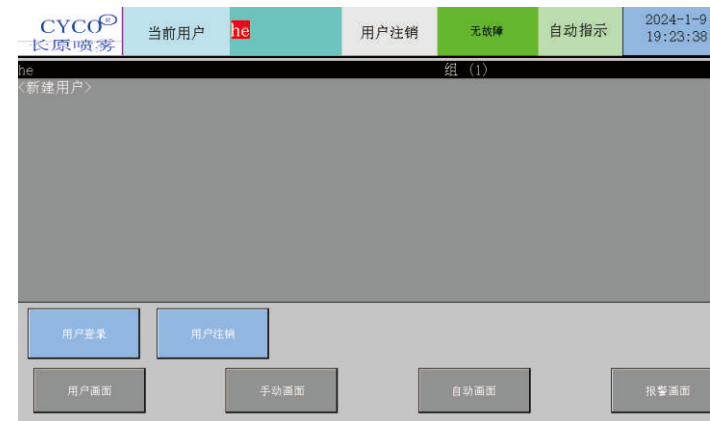 CYCO®
长原喷雾
当前用户 he 用户注销 无故障 自动指示 2024-1-9
19:23:38
he 组 (1)
<新建用户>
用户登录 用户注销
用户画面 手动画面 自动画面 报警画面